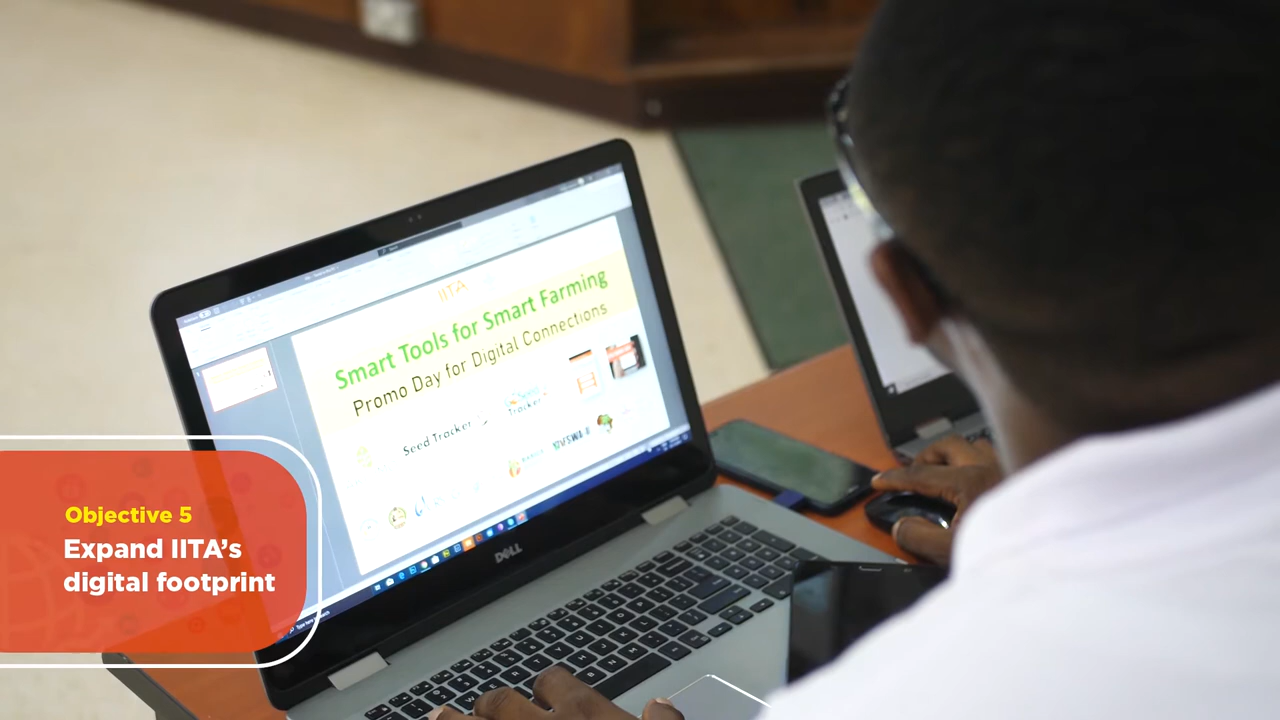 IITA
Smart Tools for Smart Farming
Promo Day for Digital Connections
Seed Tracker
Tracker
DELL
Objective 5
Expand IITA's
digital footprint